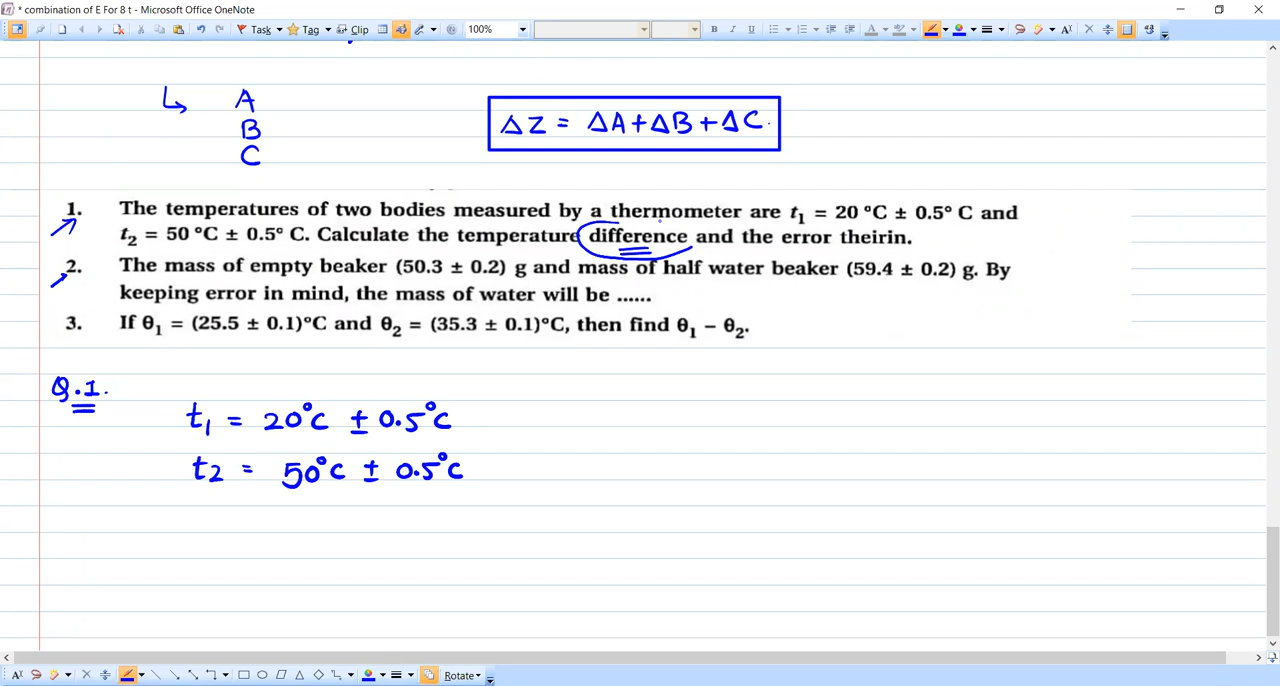 * combination of E For 8 t - Microsoft Office OneNote
Task Tag Clip 100% B I U
A
B
C
ΔZ = ΔA+ΔB+ΔC
1. The temperatures of two bodies measured by a thermometer are t₁ = 20 °C ± 0.5° C and
t₂ = 50 °C ± 0.5° C. Calculate the temperature difference and the error theirin.
2. The mass of empty beaker (50.3 ± 0.2) g and mass of half water beaker (59.4 ± 0.2) g. By
keeping error in mind, the mass of water will be ......
3. If θ₁ = (25.5 ± 0.1)°C and θ₂ = (35.3 ± 0.1)°C, then find θ₁ − θ₂.
Q.1.
t₁ = 20°C ± 0.5°C
t2 = 50°C ± 0.5°C
Rotate